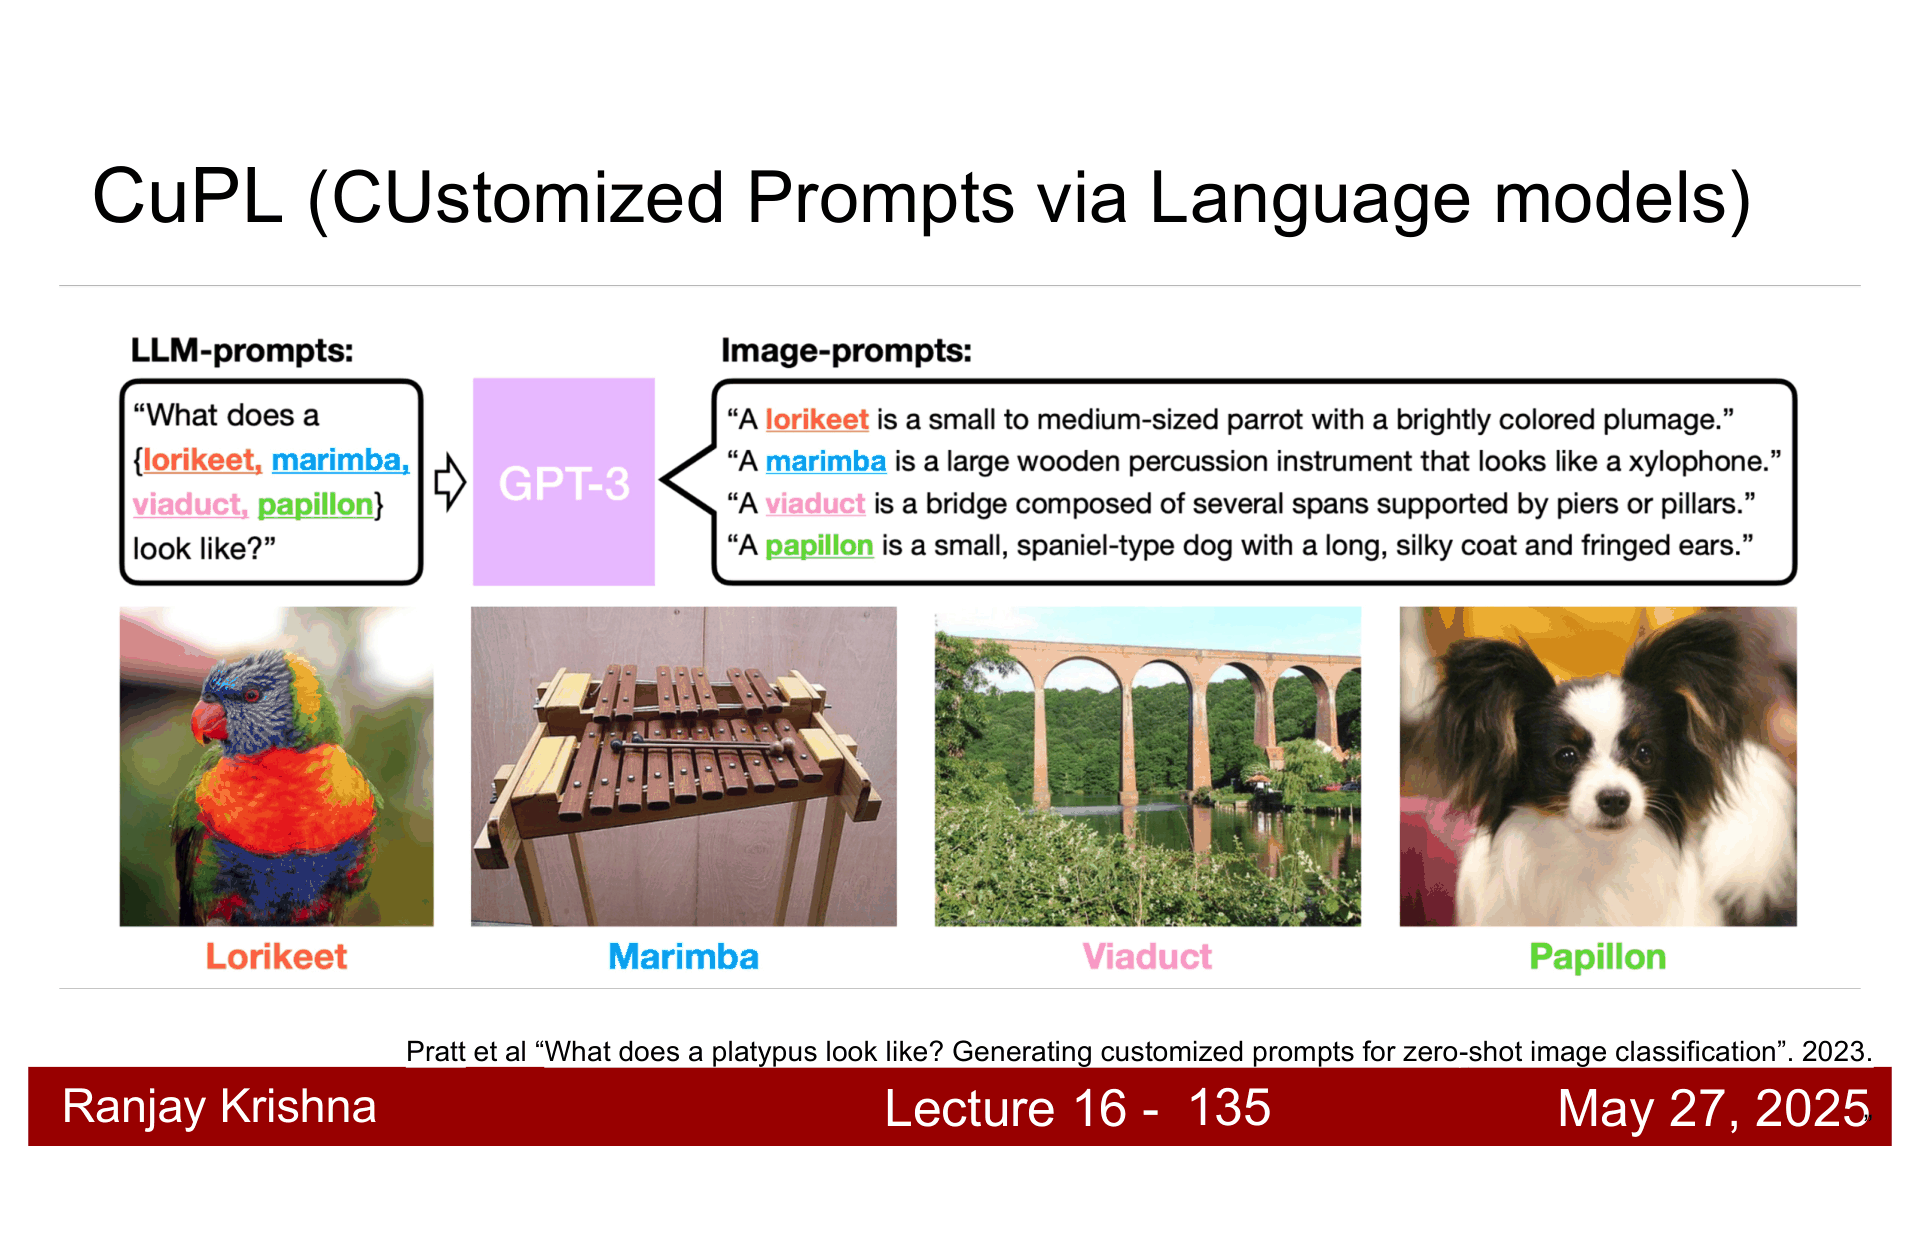 CuPL (CUstomized Prompts via Language models)
LLM-prompts:
“What does a
{lorikeet, marimba,
viaduct, papillon}
look like?”
GPT-3
Image-prompts:
“A lorikeet is a small to medium-sized parrot with a brightly colored plumage.”
“A marimba is a large wooden percussion instrument that looks like a xylophone.”
“A viaduct is a bridge composed of several spans supported by piers or pillars.”
“A papillon is a small, spaniel-type dog with a long, silky coat and fringed ears.”
Lorikeet
Marimba
Viaduct
Papillon
Pratt et al “What does a platypus look like? Generating customized prompts for zero-shot image classification”. 2023.
Ranjay Krishna
Lecture 16 - 135
May 27, 2025
”